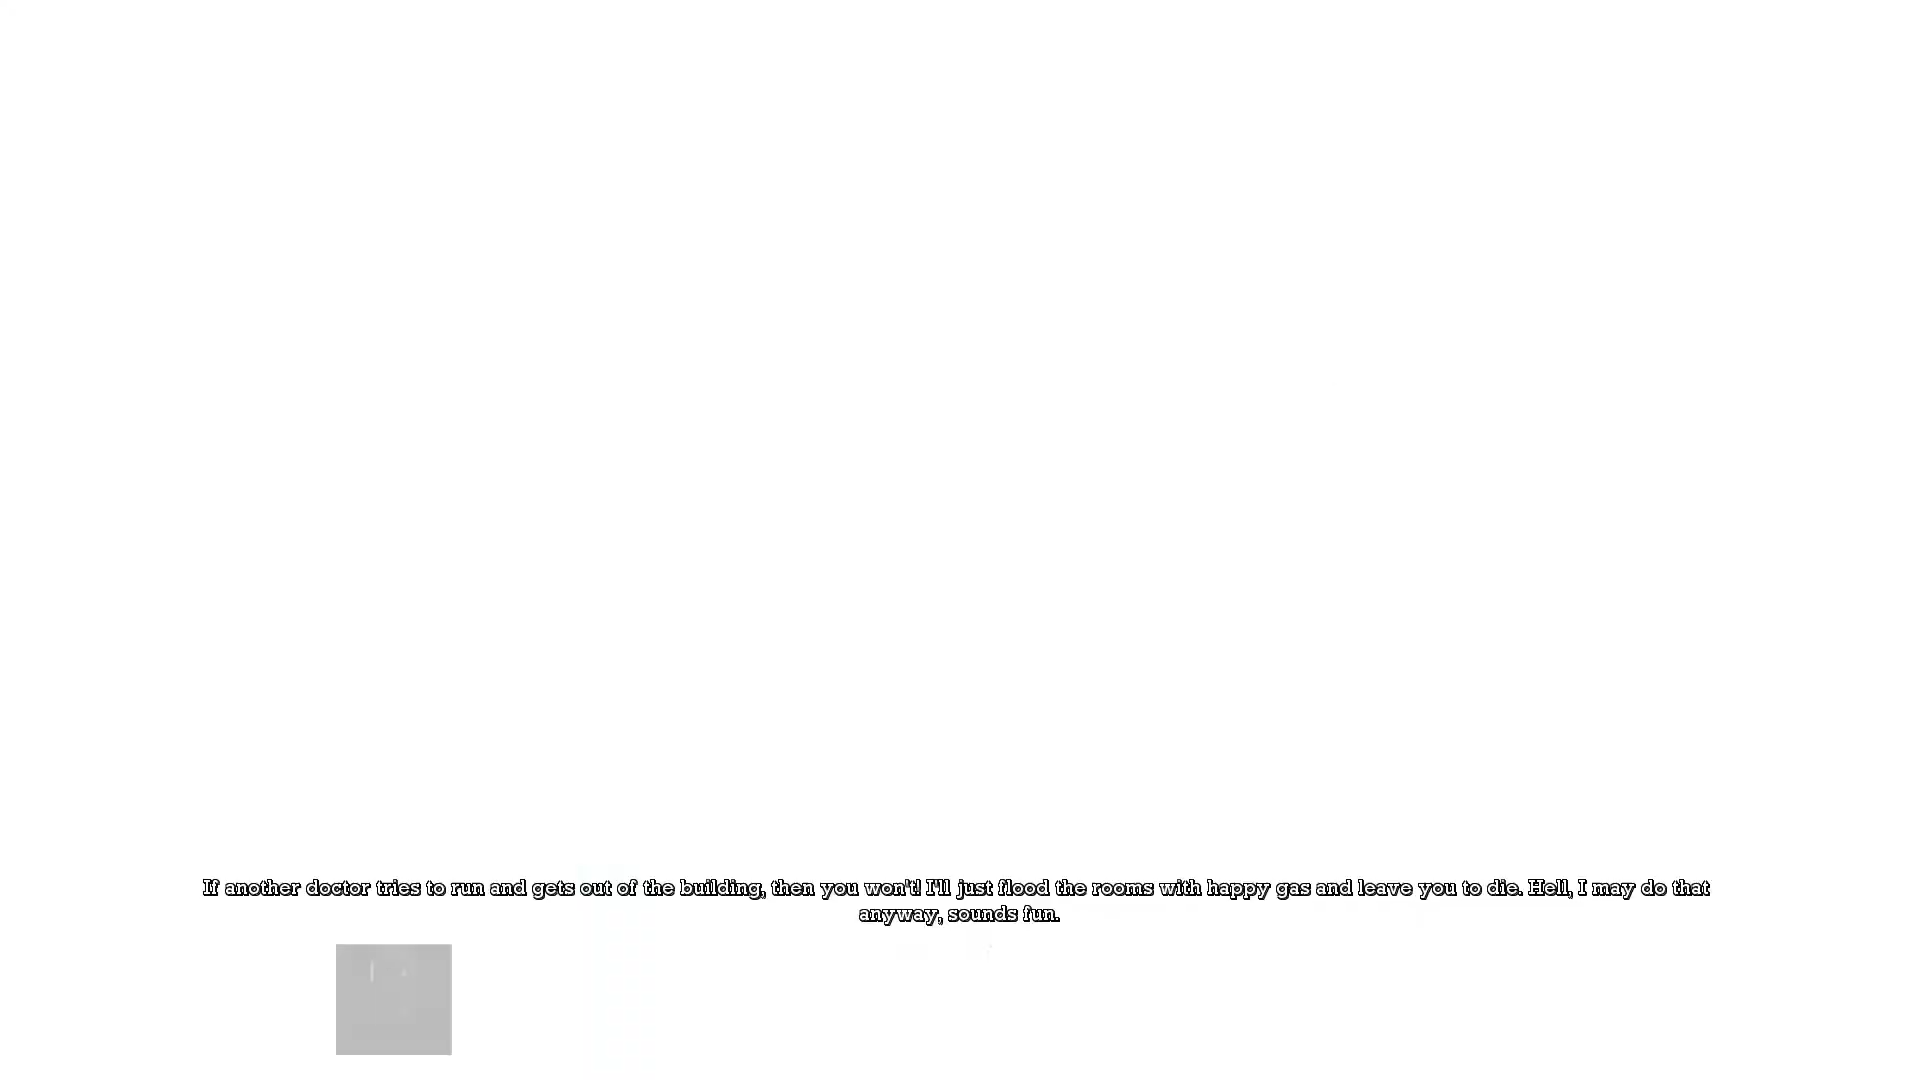 If another doctor tries to run and gets out of the building, then you won't! I'll just flood the rooms with happy gas and leave you to die. Hell, I may do that
anyway, sounds fun.